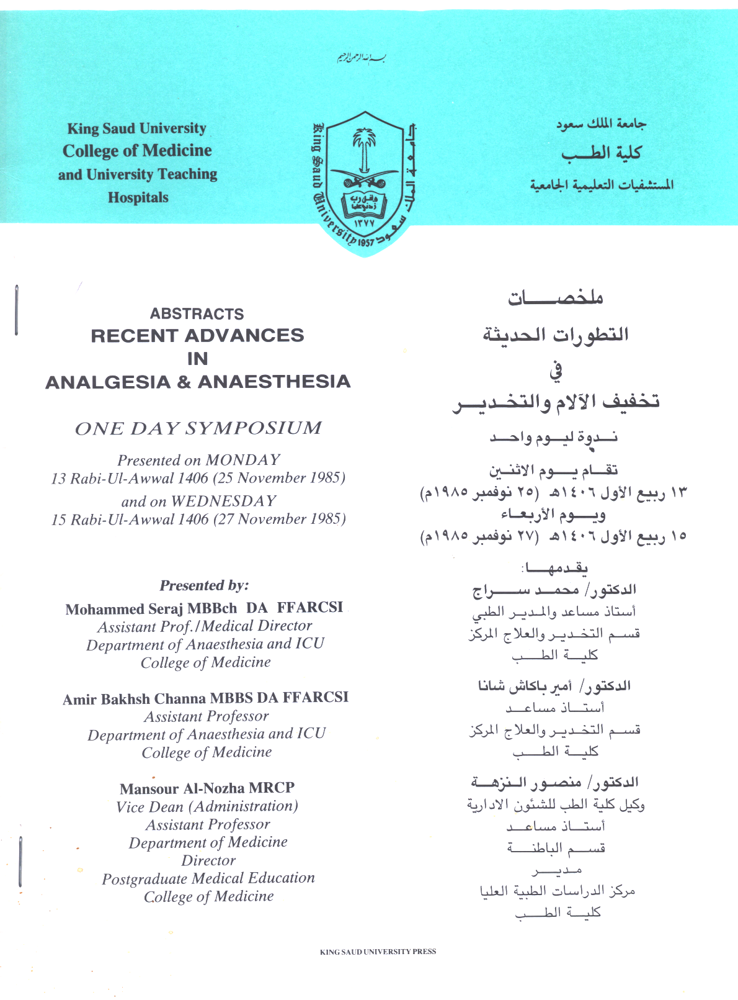 بسم الله الرحمن الرحيم
King Saud University
College of Medicine
and University Teaching
Hospitals
King Saud University 1957
جامعة الملك سعود
وقل رب
زدني علما
١٣٧٧
جامعة الملك سعود
كلية الطب
المستشفيات التعليمية الجامعية
ABSTRACTS
RECENT ADVANCES
IN
ANALGESIA & ANAESTHESIA
ONE DAY SYMPOSIUM
Presented on MONDAY
13 Rabi-Ul-Awwal 1406 (25 November 1985)
and on WEDNESDAY
15 Rabi-Ul-Awwal 1406 (27 November 1985)
Presented by:
Mohammed Seraj MBBch DA FFARCSI
Assistant Prof./Medical Director
Department of Anaesthesia and ICU
College of Medicine
Amir Bakhsh Channa MBBS DA FFARCSI
Assistant Professor
Department of Anaesthesia and ICU
College of Medicine
Mansour Al-Nozha MRCP
Vice Dean (Administration)
Assistant Professor
Department of Medicine
Director
Postgraduate Medical Education
College of Medicine
ملخصات
التطورات الحديثة
في
تخفيف الآلام والتخدير
ندوة ليوم واحد
تقام يوم الاثنين
١٣ ربيع الأول ١٤٠٦هـ (٢٥ نوفمبر ١٩٨٥م)
ويوم الأربعاء
١٥ ربيع الأول ١٤٠٦هـ (٢٧ نوفمبر ١٩٨٥م)
يقدمها:
الدكتور/ محمد سراج
أستاذ مساعد والمدير الطبي
قسم التخدير والعلاج المركز
كلية الطب
الدكتور/ أمير باكاش شانا
أستاذ مساعد
قسم التخدير والعلاج المركز
كلية الطب
الدكتور/ منصور النزهة
وكيل كلية الطب للشئون الادارية
أستاذ مساعد
قسم الباطنة
مدير
مركز الدراسات الطبية العليا
كلية الطب
KING SAUD UNIVERSITY PRESS